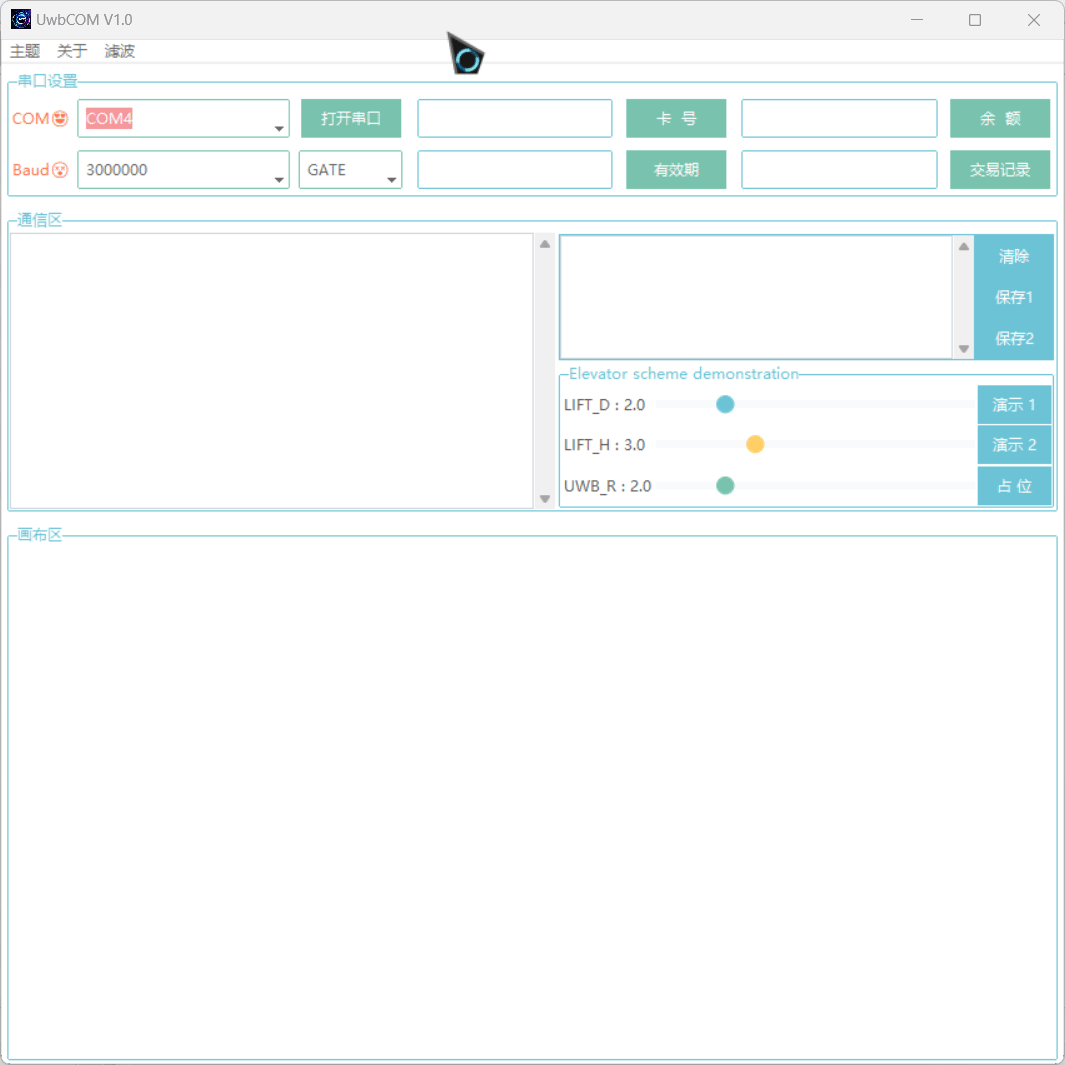 UwbCOM V1.0
主题 关于 滤波
串口设置
COM COM4 打开串口 卡 号 余 额
Baud 3000000 GATE 有效期 交易记录
通信区
清除
保存1
保存2
Elevator scheme demonstration
LIFT_D : 2.0 演示 1
LIFT_H : 3.0 演示 2
UWB_R : 2.0 占 位
画布区